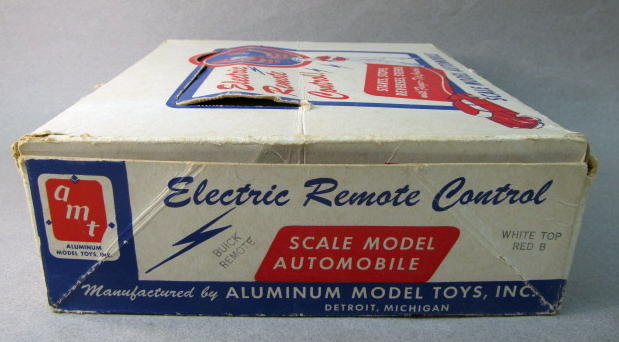 Electric
Remote
Control
STARTS, STOPS
REVERSES, STEERS
amt
ALUMINUM
MODEL TOYS, INC.
Electric Remote Control
BUICK
REMOTE
SCALE MODEL
AUTOMOBILE
WHITE TOP
RED B
Manufactured by ALUMINUM MODEL TOYS, INC.
DETROIT, MICHIGAN